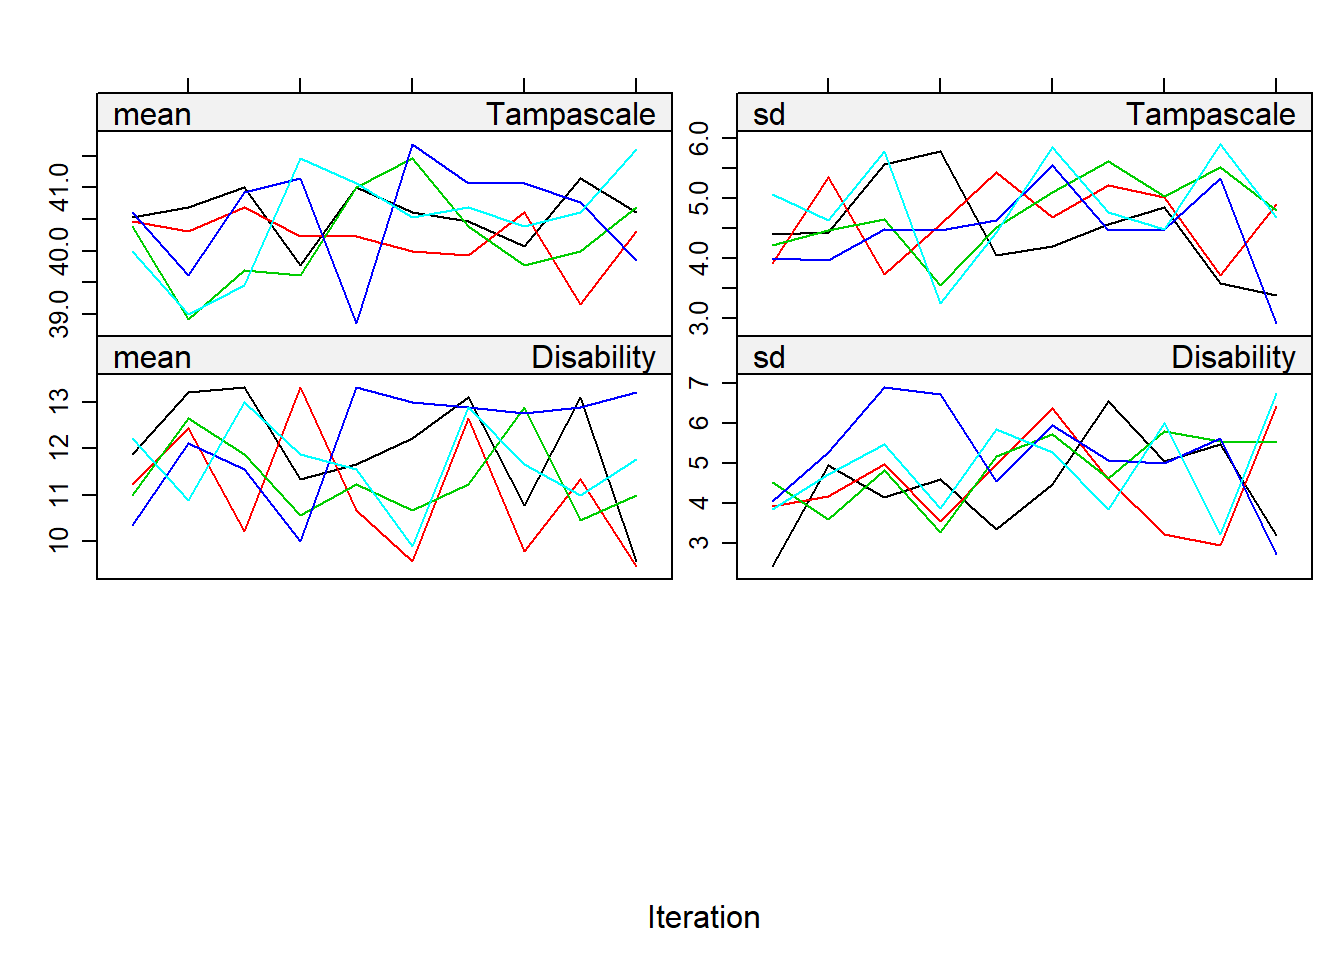 mean Tampascale
39.0 40.0 41.0
mean Disability
10 11 12 13
sd Tampascale
3.0 4.0 5.0 6.0
sd Disability
3 4 5 6 7
Iteration